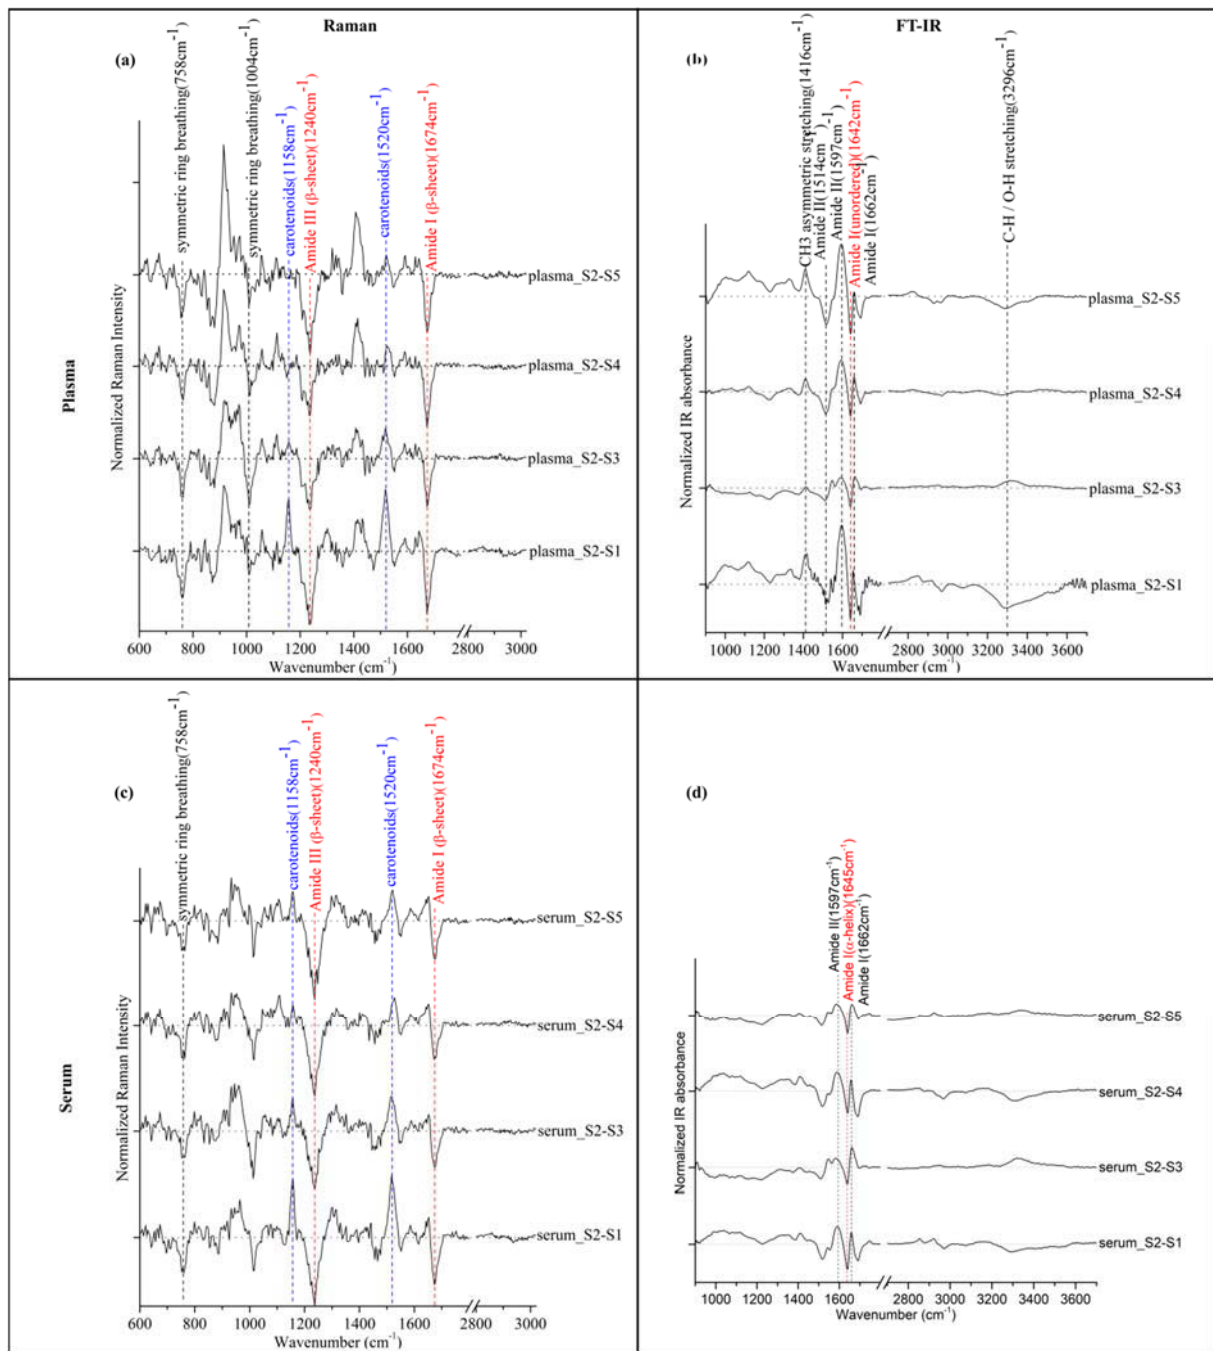 Raman
(a)
symmetric ring breathing(758cm-1)
symmetric ring breathing(1004cm-1)
carotenoids(1158cm-1)
Amide III (β-sheet)(1240cm-1)
carotenoids(1520cm-1)
Amide I (β-sheet)(1674cm-1)
Plasma
Normalized Raman Intensity
plasma_S2-S5
plasma_S2-S4
plasma_S2-S3
plasma_S2-S1
600 800 1000 1200 1400 1600 2800 3000
Wavenumber (cm-1)
FT-IR
(b)
CH3 asymmetric stretching(1416cm-1)
Amide II(1514cm-1)
Amide II(1597cm-1)
Amide I(unordered)(1642cm-1)
Amide I(1662cm-1)
C-H / O-H stretching(3296cm-1)
Normalized IR absorbance
plasma_S2-S5
plasma_S2-S4
plasma_S2-S3
plasma_S2-S1
1000 1200 1400 1600 2800 3000 3200 3400 3600
Wavenumber (cm-1)
(c)
symmetric ring breathing(758cm-1)
carotenoids(1158cm-1)
Amide III (β-sheet)(1240cm-1)
carotenoids(1520cm-1)
Amide I (β-sheet)(1674cm-1)
Serum
Normalized Raman Intensity
serum_S2-S5
serum_S2-S4
serum_S2-S3
serum_S2-S1
600 800 1000 1200 1400 1600 2800 3000
Wavenumber (cm-1)
(d)
Amide II(1597cm-1)
Amide I(α-helix)(1645cm-1)
Amide I(1662cm-1)
Normalized IR absorbance
serum_S2-S5
serum_S2-S4
serum_S2-S3
serum_S2-S1
1000 1200 1400 1600 2800 3000 3200 3400 3600
Wavenumber (cm-1)